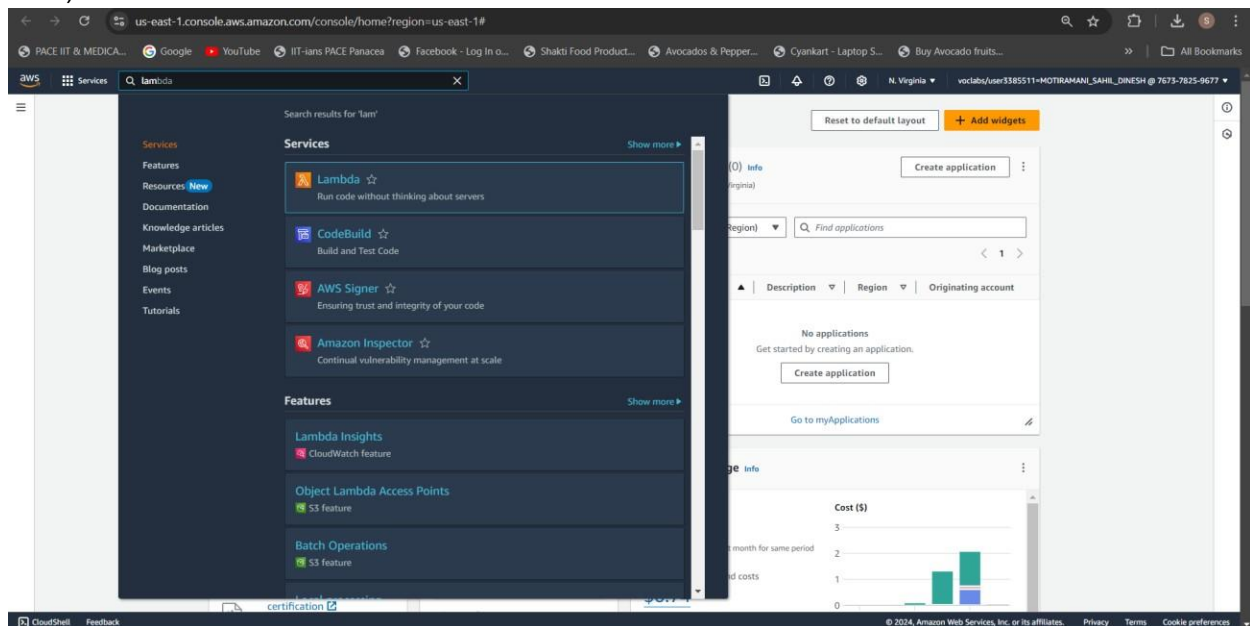 us-east-1.console.aws.amazon.com/console/home?region=us-east-1#
PACE IIT & MEDICA... Google YouTube IIT-ians PACE Panacea Facebook - Log In o... Shakti Food Product... Avocados & Pepper... Cyankart - Laptop S... Buy Avocado fruits... » All Bookmarks
aws Services lambda N. Virginia voclabs/user3385511=MOTIRAMANI_SAHIL_DINESH @ 7673-7825-9677
Search results for 'lam'
Services
Features
Resources New
Documentation
Knowledge articles
Marketplace
Blog posts
Events
Tutorials
Services Show more
Lambda
Run code without thinking about servers
CodeBuild
Build and Test Code
AWS Signer
Ensuring trust and integrity of your code
Amazon Inspector
Continual vulnerability management at scale
Features Show more
Lambda Insights
CloudWatch feature
Object Lambda Access Points
S3 feature
Batch Operations
S3 feature
certification
Reset to default layout + Add widgets
(0) Info Create application
Region) Find applications
1
Description Region Originating account
No applications
Get started by creating an application.
Create application
Go to myApplications
ge Info
Cost ($)
3
t month for same period
2
nd costs
1
0
CloudShell Feedback © 2024, Amazon Web Services, Inc. or its affiliates. Privacy Terms Cookie preferences